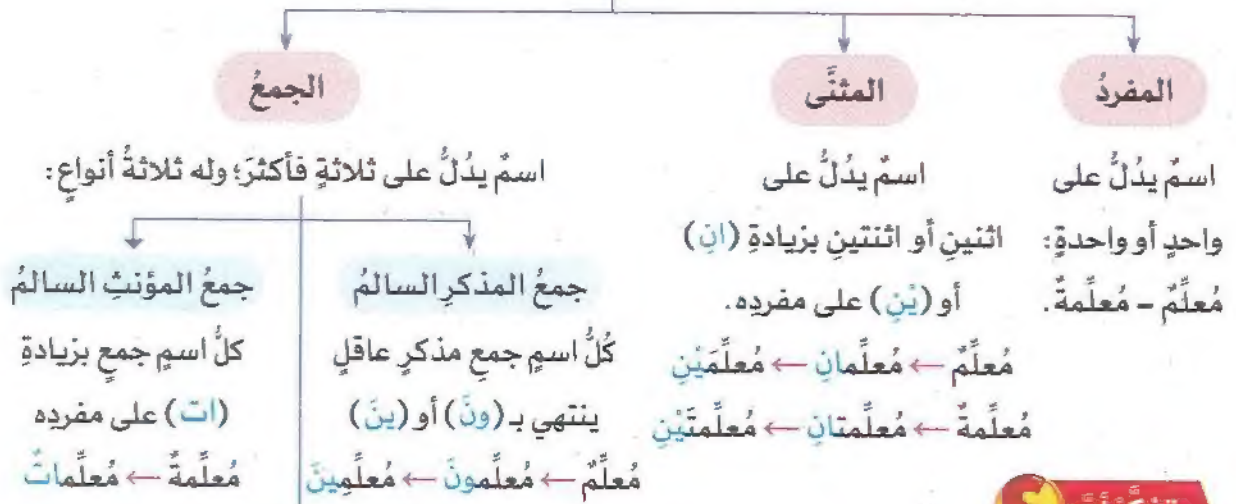 المفردُ
اسمٌ يدُلُّ على
واحدٍ أو واحدةٍ:
مُعلِّمٌ – مُعلِّمةٌ.
المثنَّى
اسمٌ يدُلُّ على
اثنينِ أو اثنتينِ بزيادةِ (انِ)
أو (يْنِ) على مفردِه.
مُعلِّمٌ ← مُعلِّمانِ ← مُعلِّمَيْنِ
مُعلِّمةٌ ← مُعلِّمتانِ ← مُعلِّمتَيْنِ
الجمعُ
اسمٌ يدُلُّ على ثلاثةٍ فأكثرَ؛ وله ثلاثةُ أنواعٍ:
جمعُ المذكرِ السالمُ
كُلُّ اسمٍ جمعِ مذكرٍ عاقلٍ
ينتهي بـ (ونَ) أو (ينَ)
مُعلِّمٌ ← مُعلِّمونَ ← مُعلِّمِينَ
جمعُ المؤنثِ السالمُ
كلُّ اسمٍ جمعٍ بزيادةِ
(ات) على مفردِه
مُعلِّمةٌ ← مُعلِّماتٌ